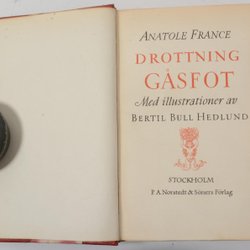 ANATOLE FRANCE
DROTTNING
GÅSFOT
Med illustrationer av
BERTIL BULL HEDLUND
STOCKHOLM
P. A. Norstedt & Söners Förlag